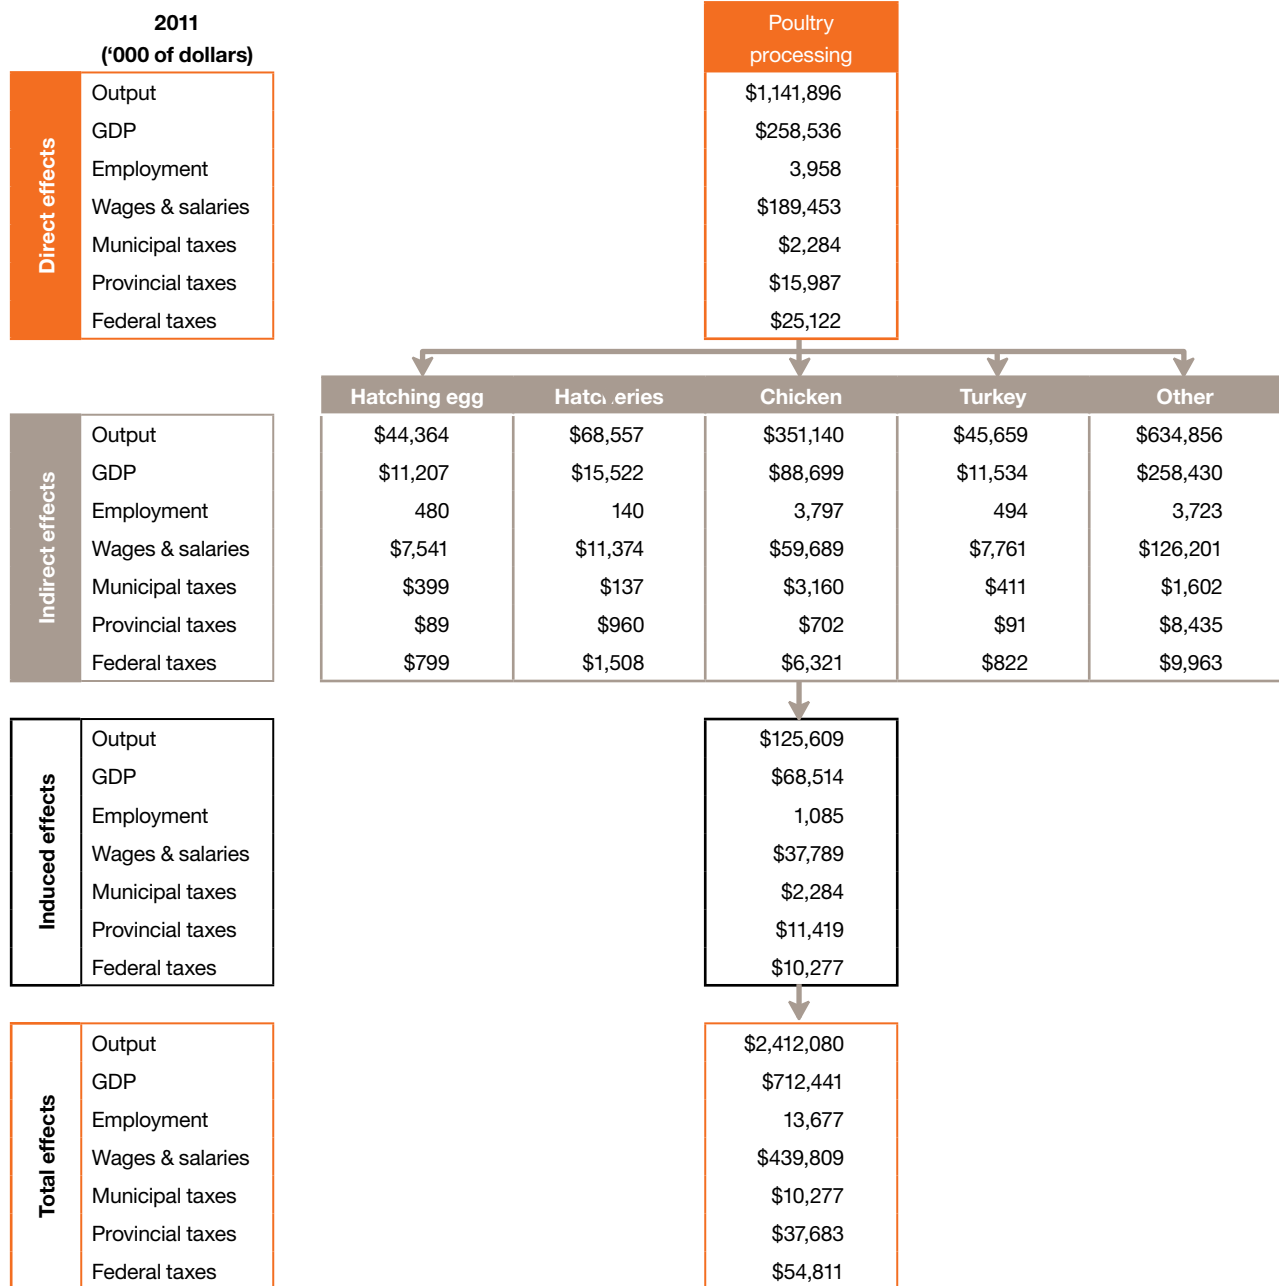 2011
(‘000 of dollars)
Poultry
processing
Direct effects
Output $1,141,896
GDP $258,536
Employment 3,958
Wages & salaries $189,453
Municipal taxes $2,284
Provincial taxes $15,987
Federal taxes $25,122
Hatching egg Hatcheries Chicken Turkey Other
Indirect effects
Output $44,364 $68,557 $351,140 $45,659 $634,856
GDP $11,207 $15,522 $88,699 $11,534 $258,430
Employment 480 140 3,797 494 3,723
Wages & salaries $7,541 $11,374 $59,689 $7,761 $126,201
Municipal taxes $399 $137 $3,160 $411 $1,602
Provincial taxes $89 $960 $702 $91 $8,435
Federal taxes $799 $1,508 $6,321 $822 $9,963
Induced effects
Output $125,609
GDP $68,514
Employment 1,085
Wages & salaries $37,789
Municipal taxes $2,284
Provincial taxes $11,419
Federal taxes $10,277
Total effects
Output $2,412,080
GDP $712,441
Employment 13,677
Wages & salaries $439,809
Municipal taxes $10,277
Provincial taxes $37,683
Federal taxes $54,811